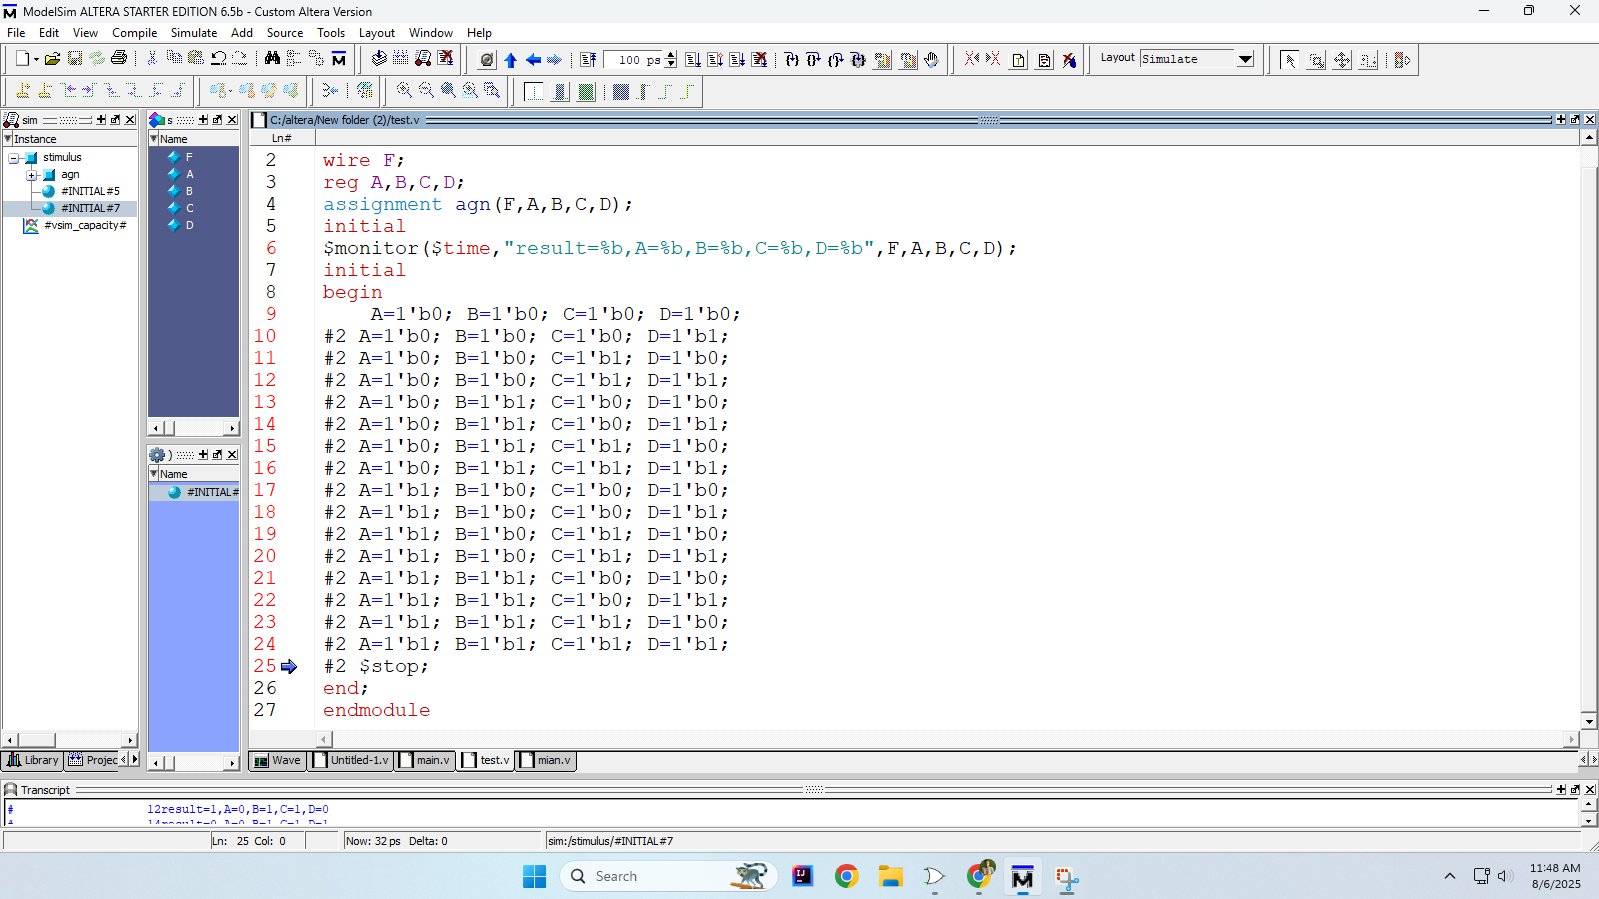 ModelSim ALTERA STARTER EDITION 6.5b - Custom Altera Version
File Edit View Compile Simulate Add Source Tools Layout Window Help
100 ps
Layout Simulate
sim
Instance
stimulus
agn
#INITIAL#5
#INITIAL#7
#vsim_capacity#
Library
Projec
s
Name
F
A
B
C
D
Name
#INITIAL#
C:/altera/New folder (2)/test.v
Ln#
2 wire F;
3 reg A,B,C,D;
4 assignment agn(F,A,B,C,D);
5 initial
6 $monitor($time,"result=%b,A=%b,B=%b,C=%b,D=%b",F,A,B,C,D);
7 initial
8 begin
9 A=1'b0; B=1'b0; C=1'b0; D=1'b0;
10 #2 A=1'b0; B=1'b0; C=1'b0; D=1'b1;
11 #2 A=1'b0; B=1'b0; C=1'b1; D=1'b0;
12 #2 A=1'b0; B=1'b0; C=1'b1; D=1'b1;
13 #2 A=1'b0; B=1'b1; C=1'b0; D=1'b0;
14 #2 A=1'b0; B=1'b1; C=1'b0; D=1'b1;
15 #2 A=1'b0; B=1'b1; C=1'b1; D=1'b0;
16 #2 A=1'b0; B=1'b1; C=1'b1; D=1'b1;
17 #2 A=1'b1; B=1'b0; C=1'b0; D=1'b0;
18 #2 A=1'b1; B=1'b0; C=1'b0; D=1'b1;
19 #2 A=1'b1; B=1'b0; C=1'b1; D=1'b0;
20 #2 A=1'b1; B=1'b0; C=1'b1; D=1'b1;
21 #2 A=1'b1; B=1'b1; C=1'b0; D=1'b0;
22 #2 A=1'b1; B=1'b1; C=1'b0; D=1'b1;
23 #2 A=1'b1; B=1'b1; C=1'b1; D=1'b0;
24 #2 A=1'b1; B=1'b1; C=1'b1; D=1'b1;
25 #2 $stop;
26 end;
27 endmodule
Wave Untitled-1.v main.v test.v mian.v
Transcript
# 12result=1,A=0,B=1,C=1,D=0
# 14result=0,A=0,B=1,C=1,D=1
Ln: 25 Col: 0 Now: 32 ps Delta: 0 sim:/stimulus/#INITIAL#7
Search
11:48 AM
8/6/2025